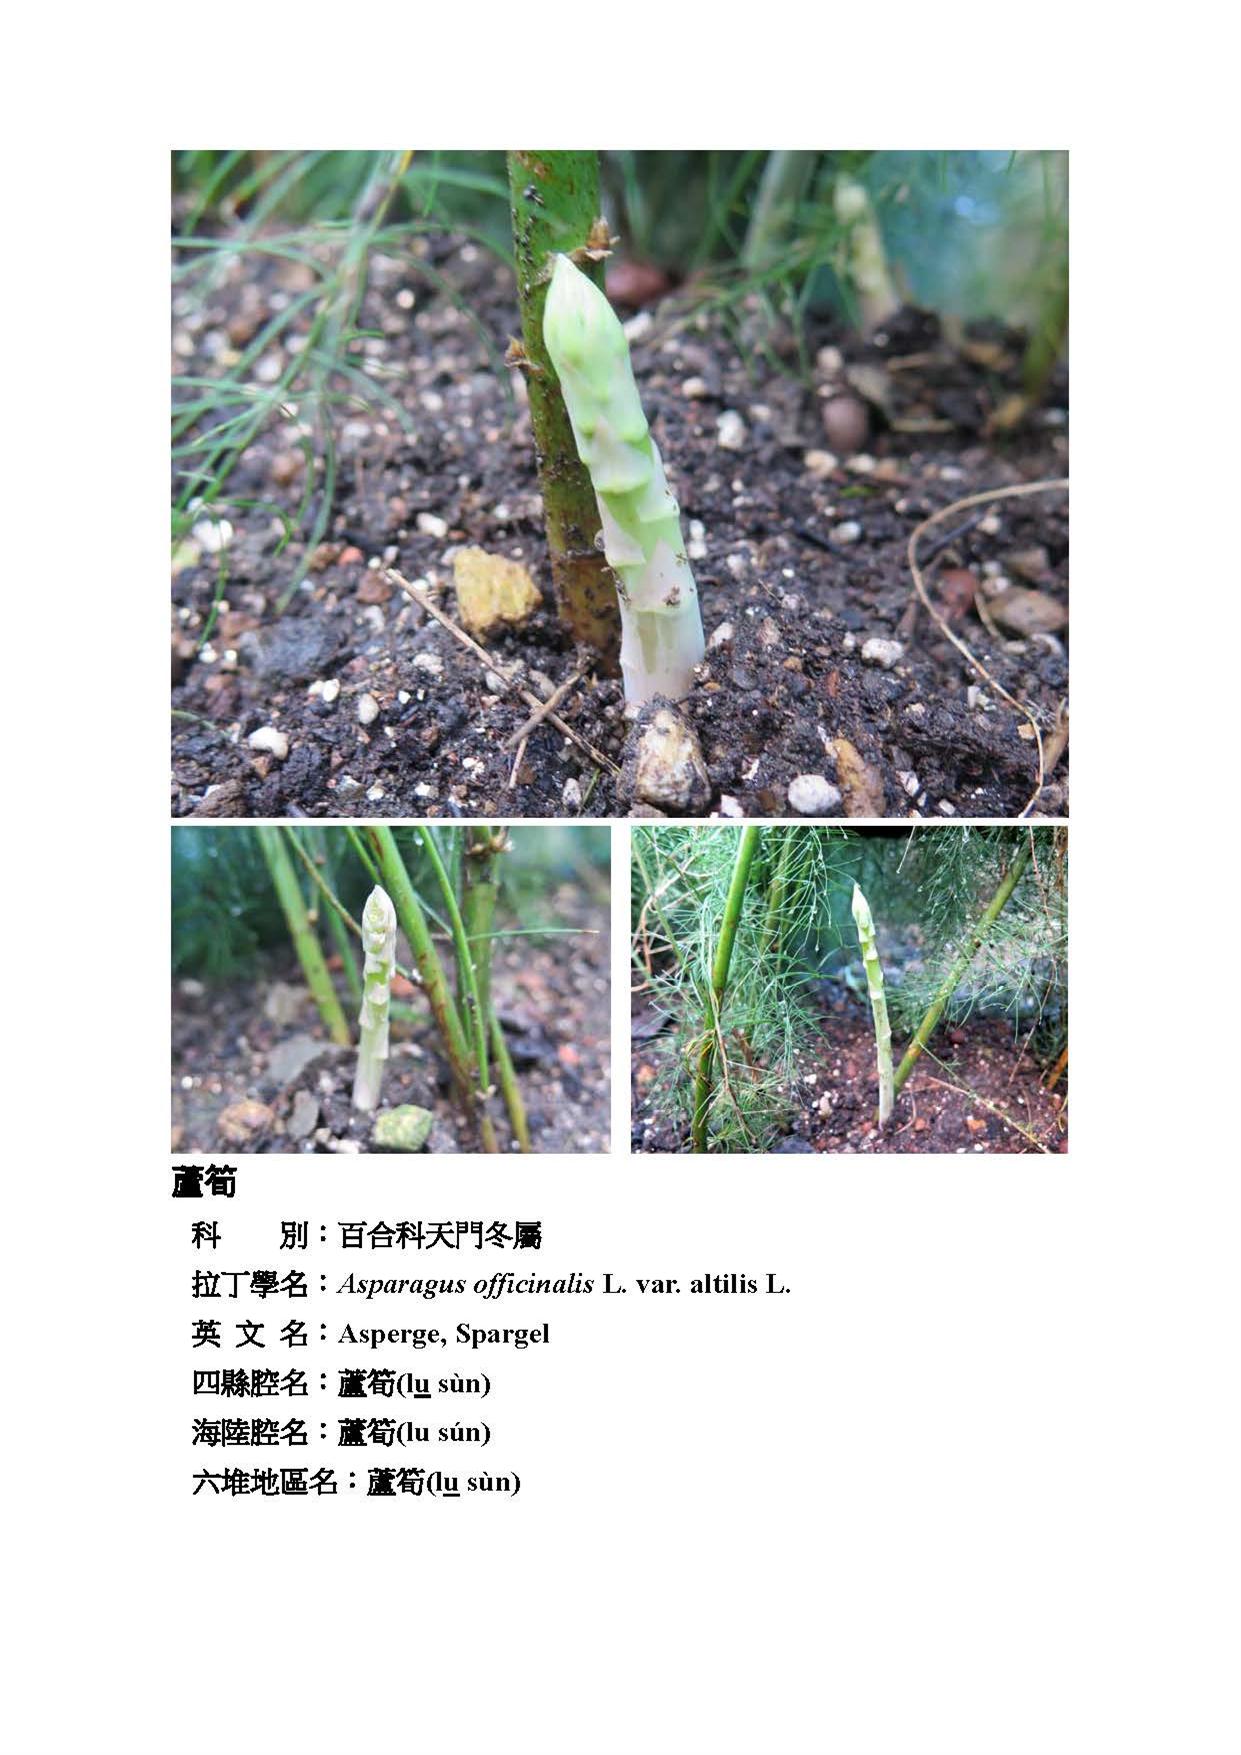 蘆筍
科　　別：百合科天門冬屬
拉丁學名：Asparagus officinalis L. var. altilis L.
英 文 名：Asperge, Spargel
四縣腔名：蘆筍(lu sùn)
海陸腔名：蘆筍(lu sún)
六堆地區名：蘆筍(lu sùn)